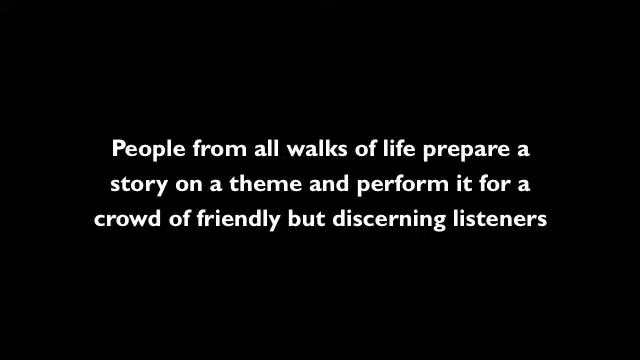 People from all walks of life prepare a
story on a theme and perform it for a
crowd of friendly but discerning listeners